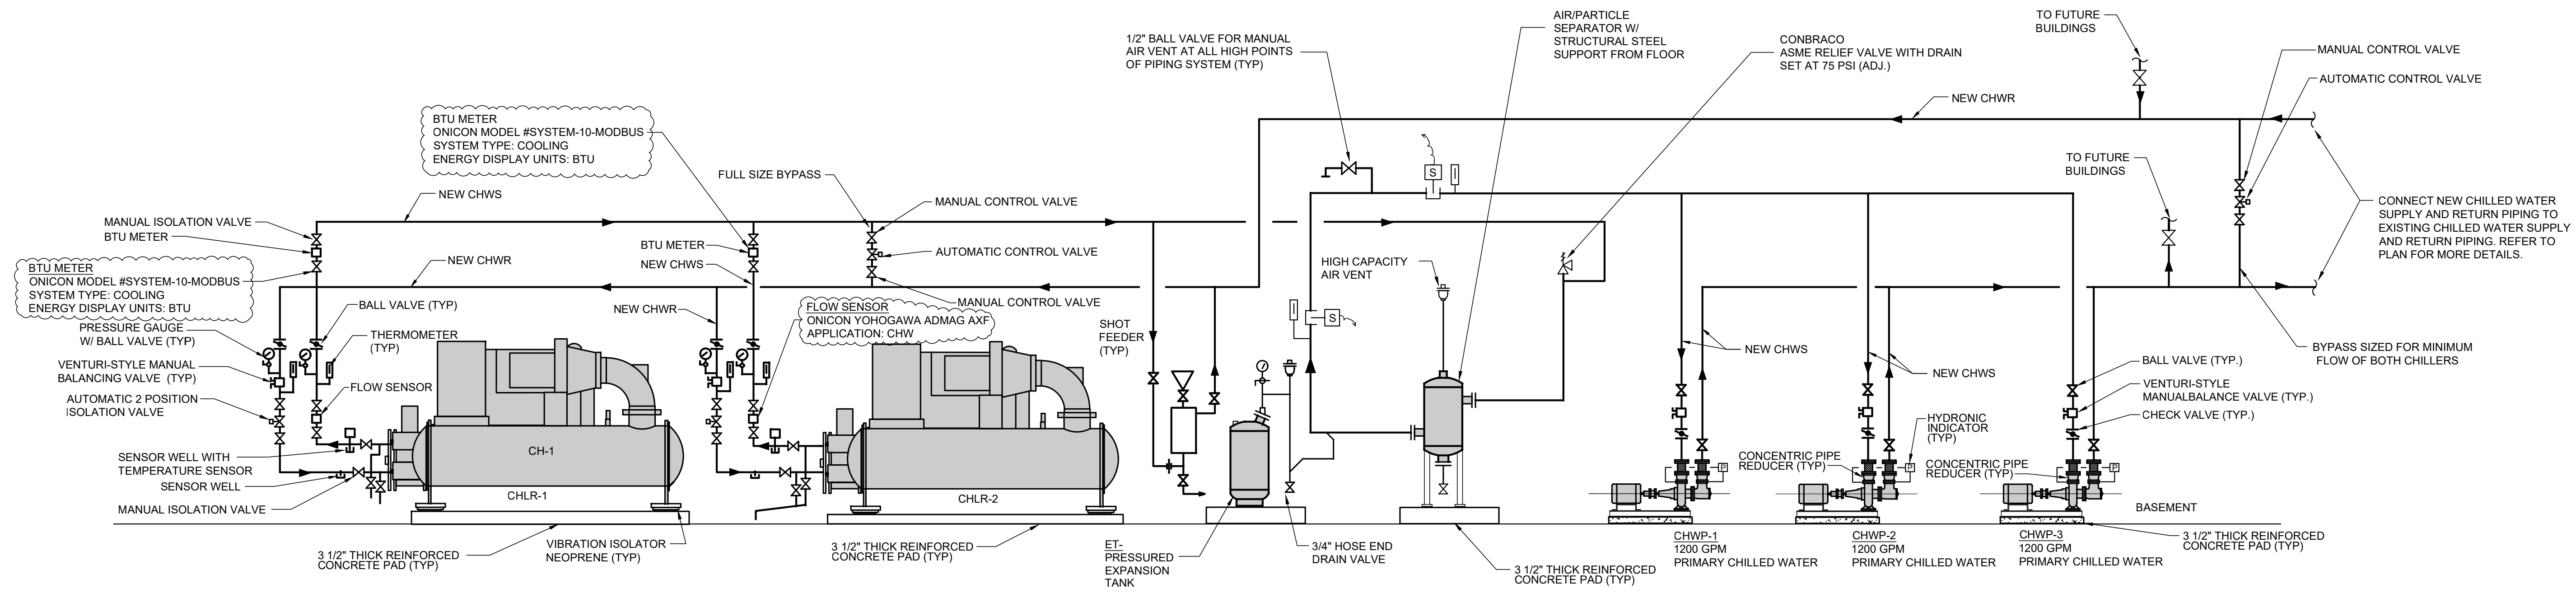 BTU METER
ONICON MODEL #SYSTEM-10-MODBUS
SYSTEM TYPE: COOLING
ENERGY DISPLAY UNITS: BTU
1/2" BALL VALVE FOR MANUAL
AIR VENT AT ALL HIGH POINTS
OF PIPING SYSTEM (TYP)
AIR/PARTICLE
SEPARATOR W/
STRUCTURAL STEEL
SUPPORT FROM FLOOR
CONBRACO
ASME RELIEF VALVE WITH DRAIN
SET AT 75 PSI (ADJ.)
TO FUTURE
BUILDINGS
MANUAL CONTROL VALVE
AUTOMATIC CONTROL VALVE
NEW CHWR
TO FUTURE
BUILDINGS
CONNECT NEW CHILLED WATER
SUPPLY AND RETURN PIPING TO
EXISTING CHILLED WATER SUPPLY
AND RETURN PIPING. REFER TO
PLAN FOR MORE DETAILS.
FULL SIZE BYPASS
NEW CHWS
MANUAL CONTROL VALVE
S
I
MANUAL ISOLATION VALVE
BTU METER
BTU METER
NEW CHWS
AUTOMATIC CONTROL VALVE
BTU METER
ONICON MODEL #SYSTEM-10-MODBUS
SYSTEM TYPE: COOLING
ENERGY DISPLAY UNITS: BTU
NEW CHWR
HIGH CAPACITY
AIR VENT
MANUAL CONTROL VALVE
BALL VALVE (TYP)
NEW CHWR
FLOW SENSOR
ONICON YOHOGAWA ADMAG AXF
APPLICATION: CHW
I
S
PRESSURE GAUGE
W/ BALL VALVE (TYP)
THERMOMETER
(TYP)
SHOT
FEEDER
(TYP)
NEW CHWS
BYPASS SIZED FOR MINIMUM
FLOW OF BOTH CHILLERS
VENTURI-STYLE MANUAL
BALANCING VALVE (TYP)
FLOW SENSOR
NEW CHWS
BALL VALVE (TYP.)
VENTURI-STYLE
MANUALBALANCE VALVE (TYP.)
AUTOMATIC 2 POSITION
ISOLATION VALVE
CHECK VALVE (TYP.)
HYDRONIC
INDICATOR
(TYP)
CH-1
SENSOR WELL WITH
TEMPERATURE SENSOR
SENSOR WELL
MANUAL ISOLATION VALVE
CHLR-1
CHLR-2
CONCENTRIC PIPE
REDUCER (TYP)
CONCENTRIC PIPE
REDUCER (TYP)
P
P
P
BASEMENT
3 1/2" THICK REINFORCED
CONCRETE PAD (TYP)
VIBRATION ISOLATOR
NEOPRENE (TYP)
3 1/2" THICK REINFORCED
CONCRETE PAD (TYP)
ET-
PRESSURED
EXPANSION
TANK
3/4" HOSE END
DRAIN VALVE
3 1/2" THICK REINFORCED
CONCRETE PAD (TYP)
CHWP-1
1200 GPM
PRIMARY CHILLED WATER
CHWP-2
1200 GPM
PRIMARY CHILLED WATER
CHWP-3
1200 GPM
PRIMARY CHILLED WATER
3 1/2" THICK REINFORCED
CONCRETE PAD (TYP)